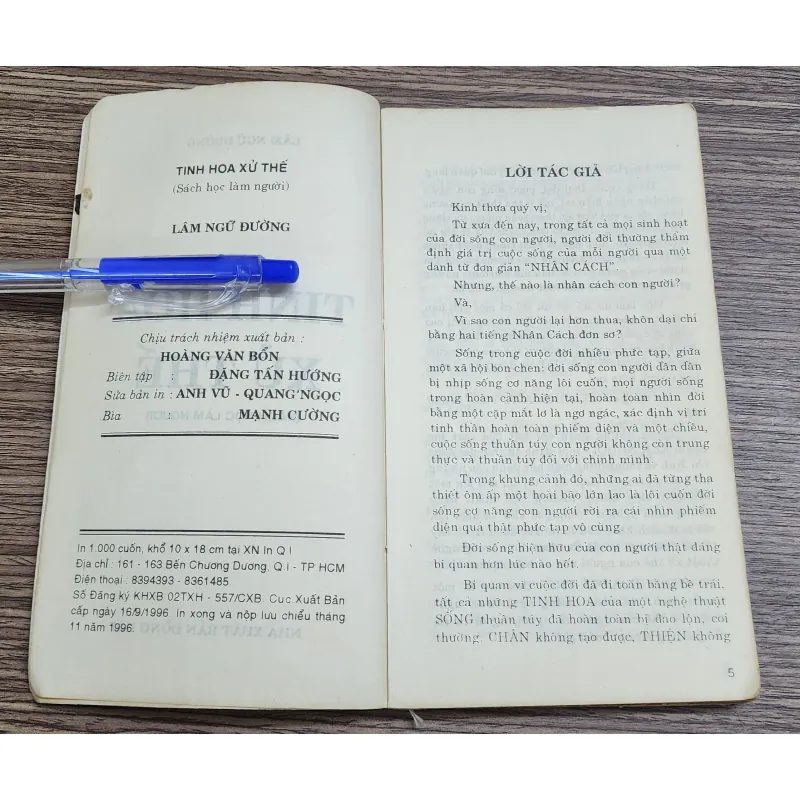 TINH HOA XỬ THẾ
(Sách học làm người)
LÂM NGỮ ĐƯỜNG
Chịu trách nhiệm xuất bản :
HOÀNG VĂN BỔN
Biên tập : ĐẶNG TẤN HƯỚNG
Sửa bản in : ANH VŨ - QUANG NGỌC
Bìa : MẠNH CƯỜNG
In 1.000 cuốn, khổ 10 x 18 cm tại XN In Q I
Địa chỉ : 161 - 163 Bến Chương Dương, Q.I - TP HCM
Điện thoại : 8394393 - 8361485.
Số Đăng ký KHXB 02TXH - 557/CXB. Cục Xuất Bản
cấp ngày 16/9/1996. In xong và nộp lưu chiểu tháng
11 năm 1996.
LỜI TÁC GIẢ
Kính thưa quý vị,
Từ xưa đến nay, trong tất cả mọi sinh hoạt
của đời sống con người, người đời thường thẩm
định giá trị cuộc sống của mỗi người qua một
danh từ đơn giản "NHÂN CÁCH".
Nhưng, thế nào là nhân cách con người?
Và,
Vì sao con người lại hơn thua, khôn dại chỉ
bằng hai tiếng Nhân Cách đơn sơ?
Sống trong cuộc đời nhiều phức tạp, giữa
một xã hội bon chen: đời sống con người dần dần
bị nhịp sống cơ năng lôi cuốn, mọi người sống
trong hoàn cảnh hiện tại, hoàn toàn nhìn đời
bằng một cặp mắt lơ là ngơ ngác, xác định vị trí
tinh thần hoàn toàn phiếm diện và một chiều,
cuộc sống thuần túy con người không còn trung
thực và thuần túy đối với chính mình.
Trong khung cảnh đó, những ai đã từng tha
thiết ôm ấp một hoài bão lớn lao là lôi cuốn đời
sống cơ năng con người rời ra cái nhìn phiếm
diện quả thật phức tạp vô cùng.
Đời sống hiện hữu của con người thật đáng
bi quan hơn lúc nào hết.
Bi quan vì cuộc đời đã đi toàn bằng bề trái,
tất cả những TINH HOA của một nghệ thuật
SỐNG thuần túy đã hoàn toàn bị đảo lộn, coi
thường CHÂN không tạo được, THIỆN không
5